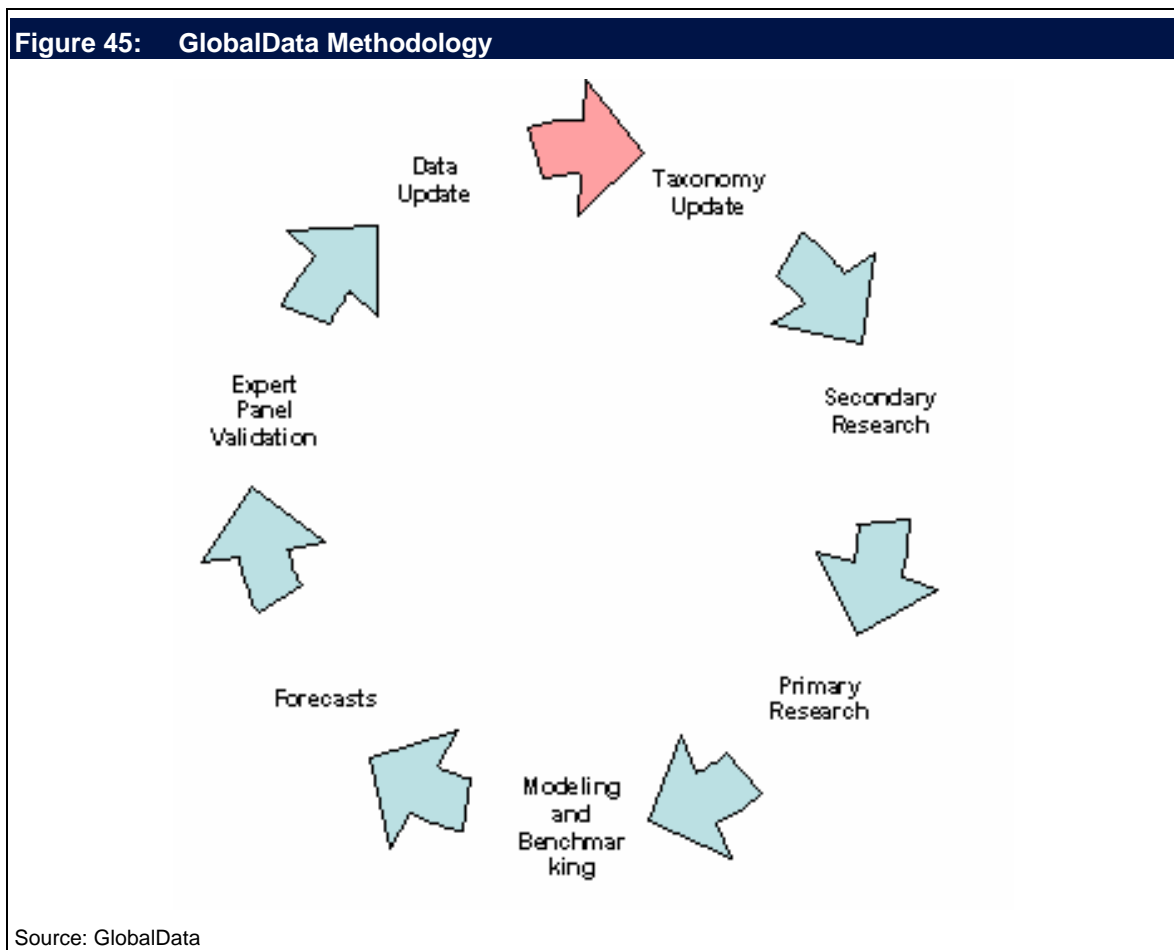 Figure 45: GlobalData Methodology
Data
Update
Taxonomy
Update
Secondary
Research
Primary
Research
Modeling
and
Benchmar
king
Forecasts
Expert
Panel
Validation
Source: GlobalData